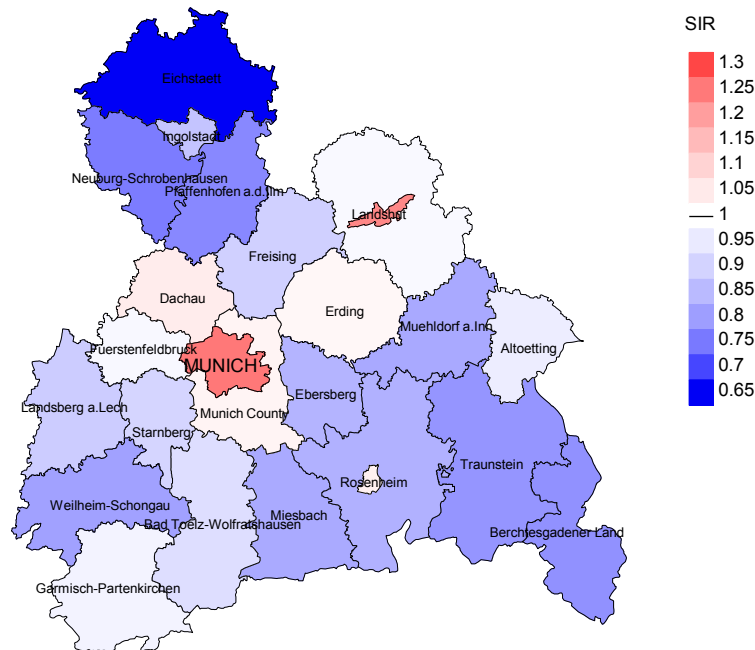 SIR
1.3
1.25
1.2
1.15
1.1
1.05
1
0.95
0.9
0.85
0.8
0.75
0.7
0.65
Eichstaett
Ingolstadt
Neuburg-Schrobenhausen
Pfaffenhofen a.d.Ilm
Landshut
Freising
Dachau
Erding
Muehldorf a.Inn
Fuerstenfeldbruck
Altoetting
MUNICH
Ebersberg
Landsberg a.Lech
Munich County
Starnberg
Traunstein
Rosenheim
Weilheim-Schongau
Miesbach
Bad Toelz-Wolfratshausen
Berchtesgadener Land
Garmisch-Partenkirchen